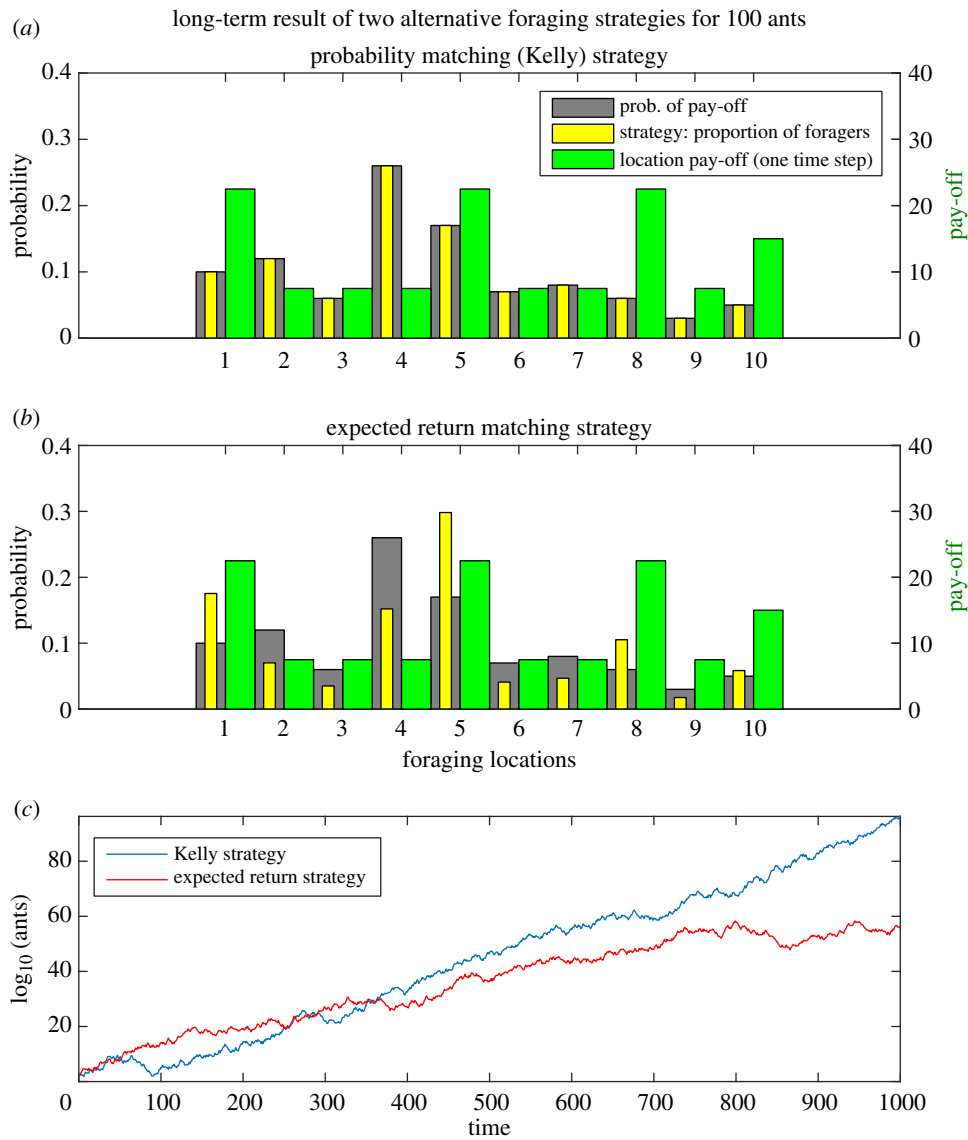 (a)
long-term result of two alternative foraging strategies for 100 ants
probability matching (Kelly) strategy
0.4
0.3
0.2
0.1
0
probability
prob. of pay-off
strategy: proportion of foragers
location pay-off (one time step)
40
30
20
10
0
pay-off
1 2 3 4 5 6 7 8 9 10
(b)
expected return matching strategy
0.4
0.3
0.2
0.1
0
probability
40
30
20
10
0
pay-off
1 2 3 4 5 6 7 8 9 10
foraging locations
(c)
Kelly strategy
expected return strategy
80
60
40
20
log10 (ants)
0 100 200 300 400 500 600 700 800 900 1000
time